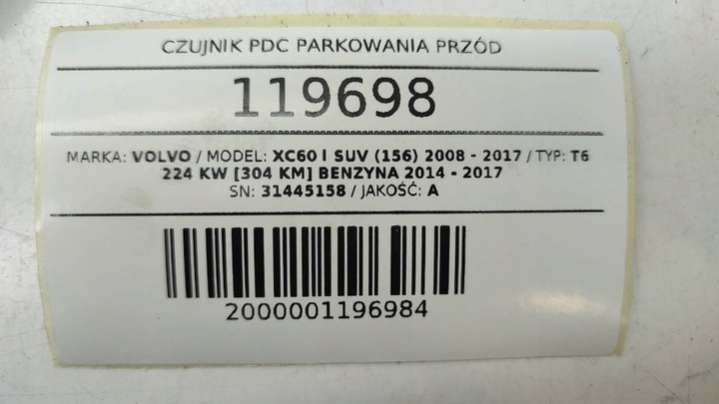 CZUJNIK PDC PARKOWANIA PRZÓD
119698
MARKA: VOLVO / MODEL: XC60 I SUV (156) 2008 - 2017 / TYP: T6
224 KW [304 KM] BENZYNA 2014 - 2017
SN: 31445158 / JAKOŚĆ: A
2000001196984